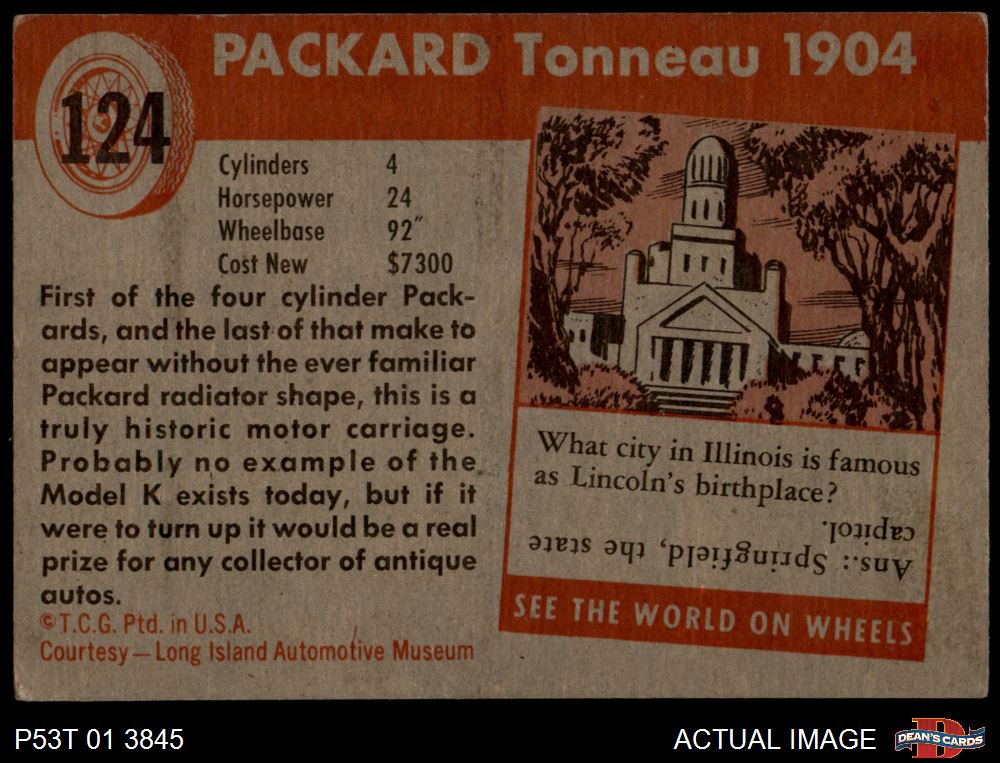 PACKARD Tonneau 1904
124
Cylinders 4
Horsepower 24
Wheelbase 92"
Cost New $7300
First of the four cylinder Pack-
ards, and the last of that make to
appear without the ever familiar
Packard radiator shape, this is a
truly historic motor carriage.
Probably no example of the
Model K exists today, but if it
were to turn up it would be a real
prize for any collector of antique
autos.
©T.C.G. Ptd. in U.S.A.
Courtesy—Long Island Automotive Museum
What city in Illinois is famous
as Lincoln's birthplace?
Ans.: Springfield, the state
capitol.
SEE THE WORLD ON WHEELS
P53T 01 3845
ACTUAL IMAGE
DEAN'S CARDS